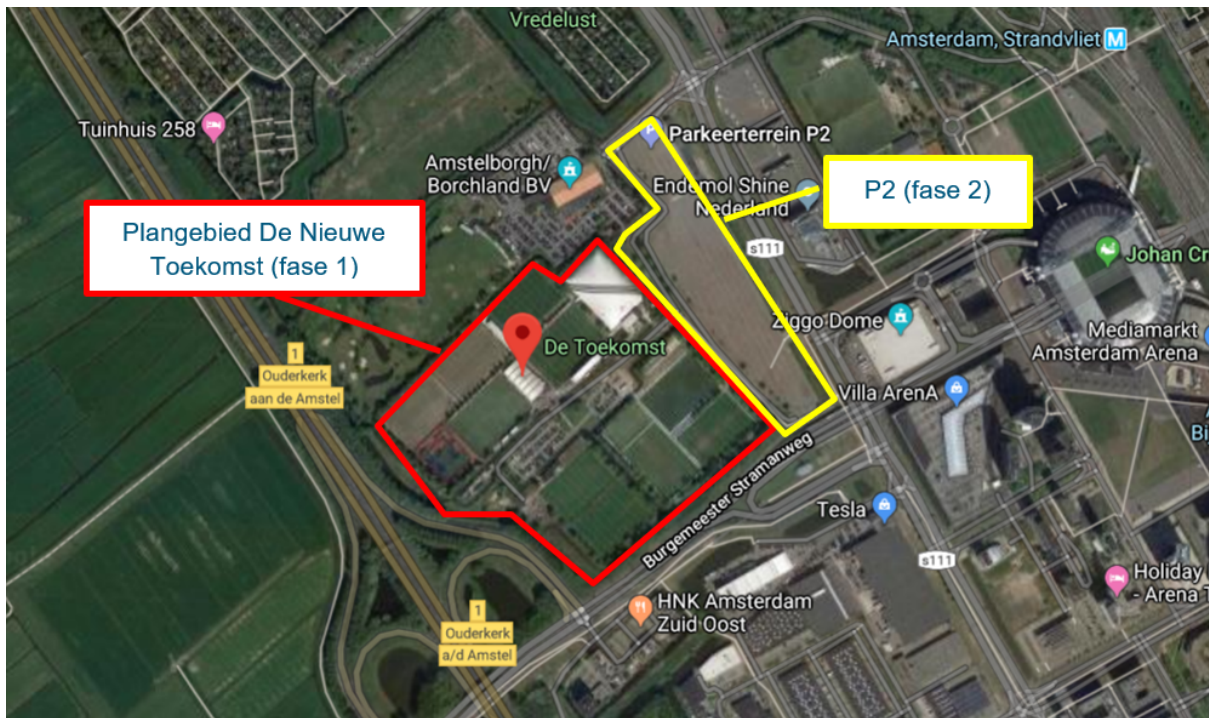 Vredelust
Amsterdam, Strandvliet M
Tuinhuis 258
P
Parkeerterrein P2
Amstelborgh/
Borchland BV
Endemol Shine
Nederland
P2 (fase 2)
Plangebied De Nieuwe
Toekomst (fase 1)
s111
Johan Cr
Ziggo Dome
De Toekomst
Mediamarkt
Amsterdam Arena
1
Ouderkerk
aan de Amstel
Villa ArenA
A
Bi
Burgemeester Stramanweg
Tesla
s111
Holiday
- Arena T
HNK Amsterdam
Zuid Oost
1
Ouderkerk
a/d Amstel